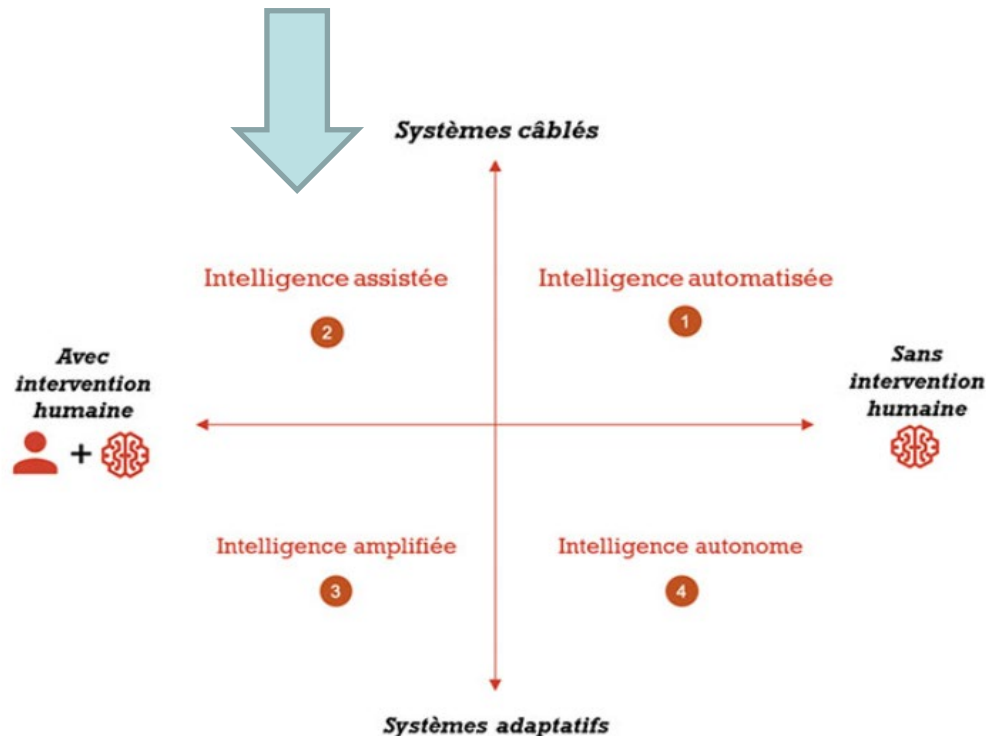 Systèmes câblés
Intelligence assistée
2
Intelligence automatisée
1
Avec
intervention
humaine
+
Sans
intervention
humaine
Intelligence amplifiée
3
Intelligence autonome
4
Systèmes adaptatifs